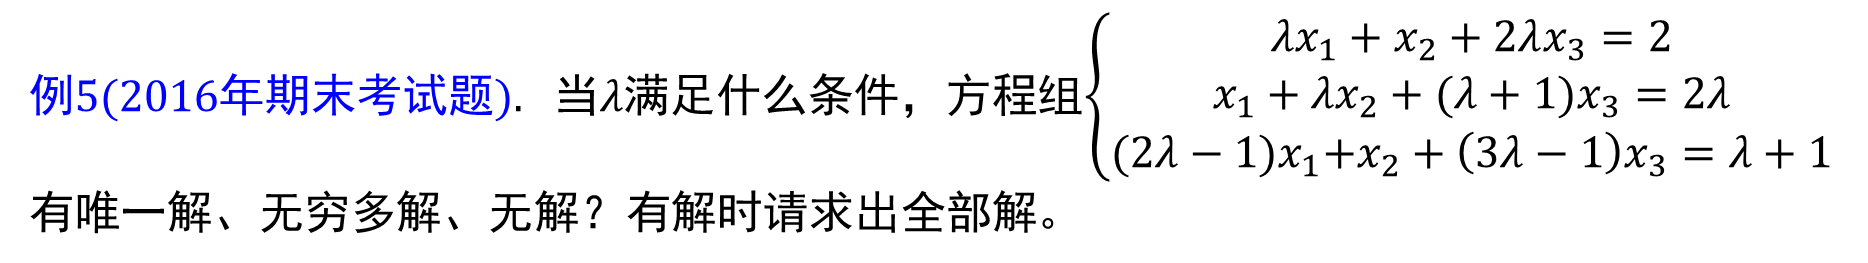 λx₁ + x₂ + 2λx₃ = 2
例5(2016年期末考试题). 当λ满足什么条件，方程组{ x₁ + λx₂ + (λ + 1)x₃ = 2λ
(2λ − 1)x₁+x₂ + (3λ − 1)x₃ = λ + 1
有唯一解、无穷多解、无解？有解时请求出全部解。